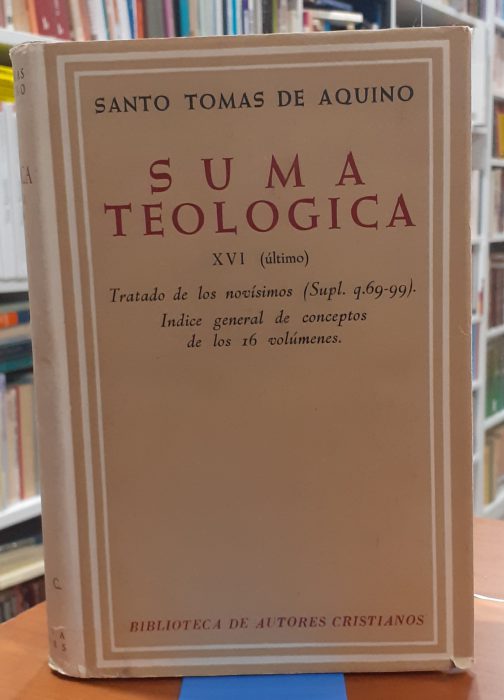 SANTO TOMAS DE AQUINO
SUMA
TEOLOGICA
XVI (último)
Tratado de los novísimos (Supl. q.69-99).
Indice general de conceptos
de los 16 volúmenes.
BIBLIOTECA DE AUTORES CRISTIANOS